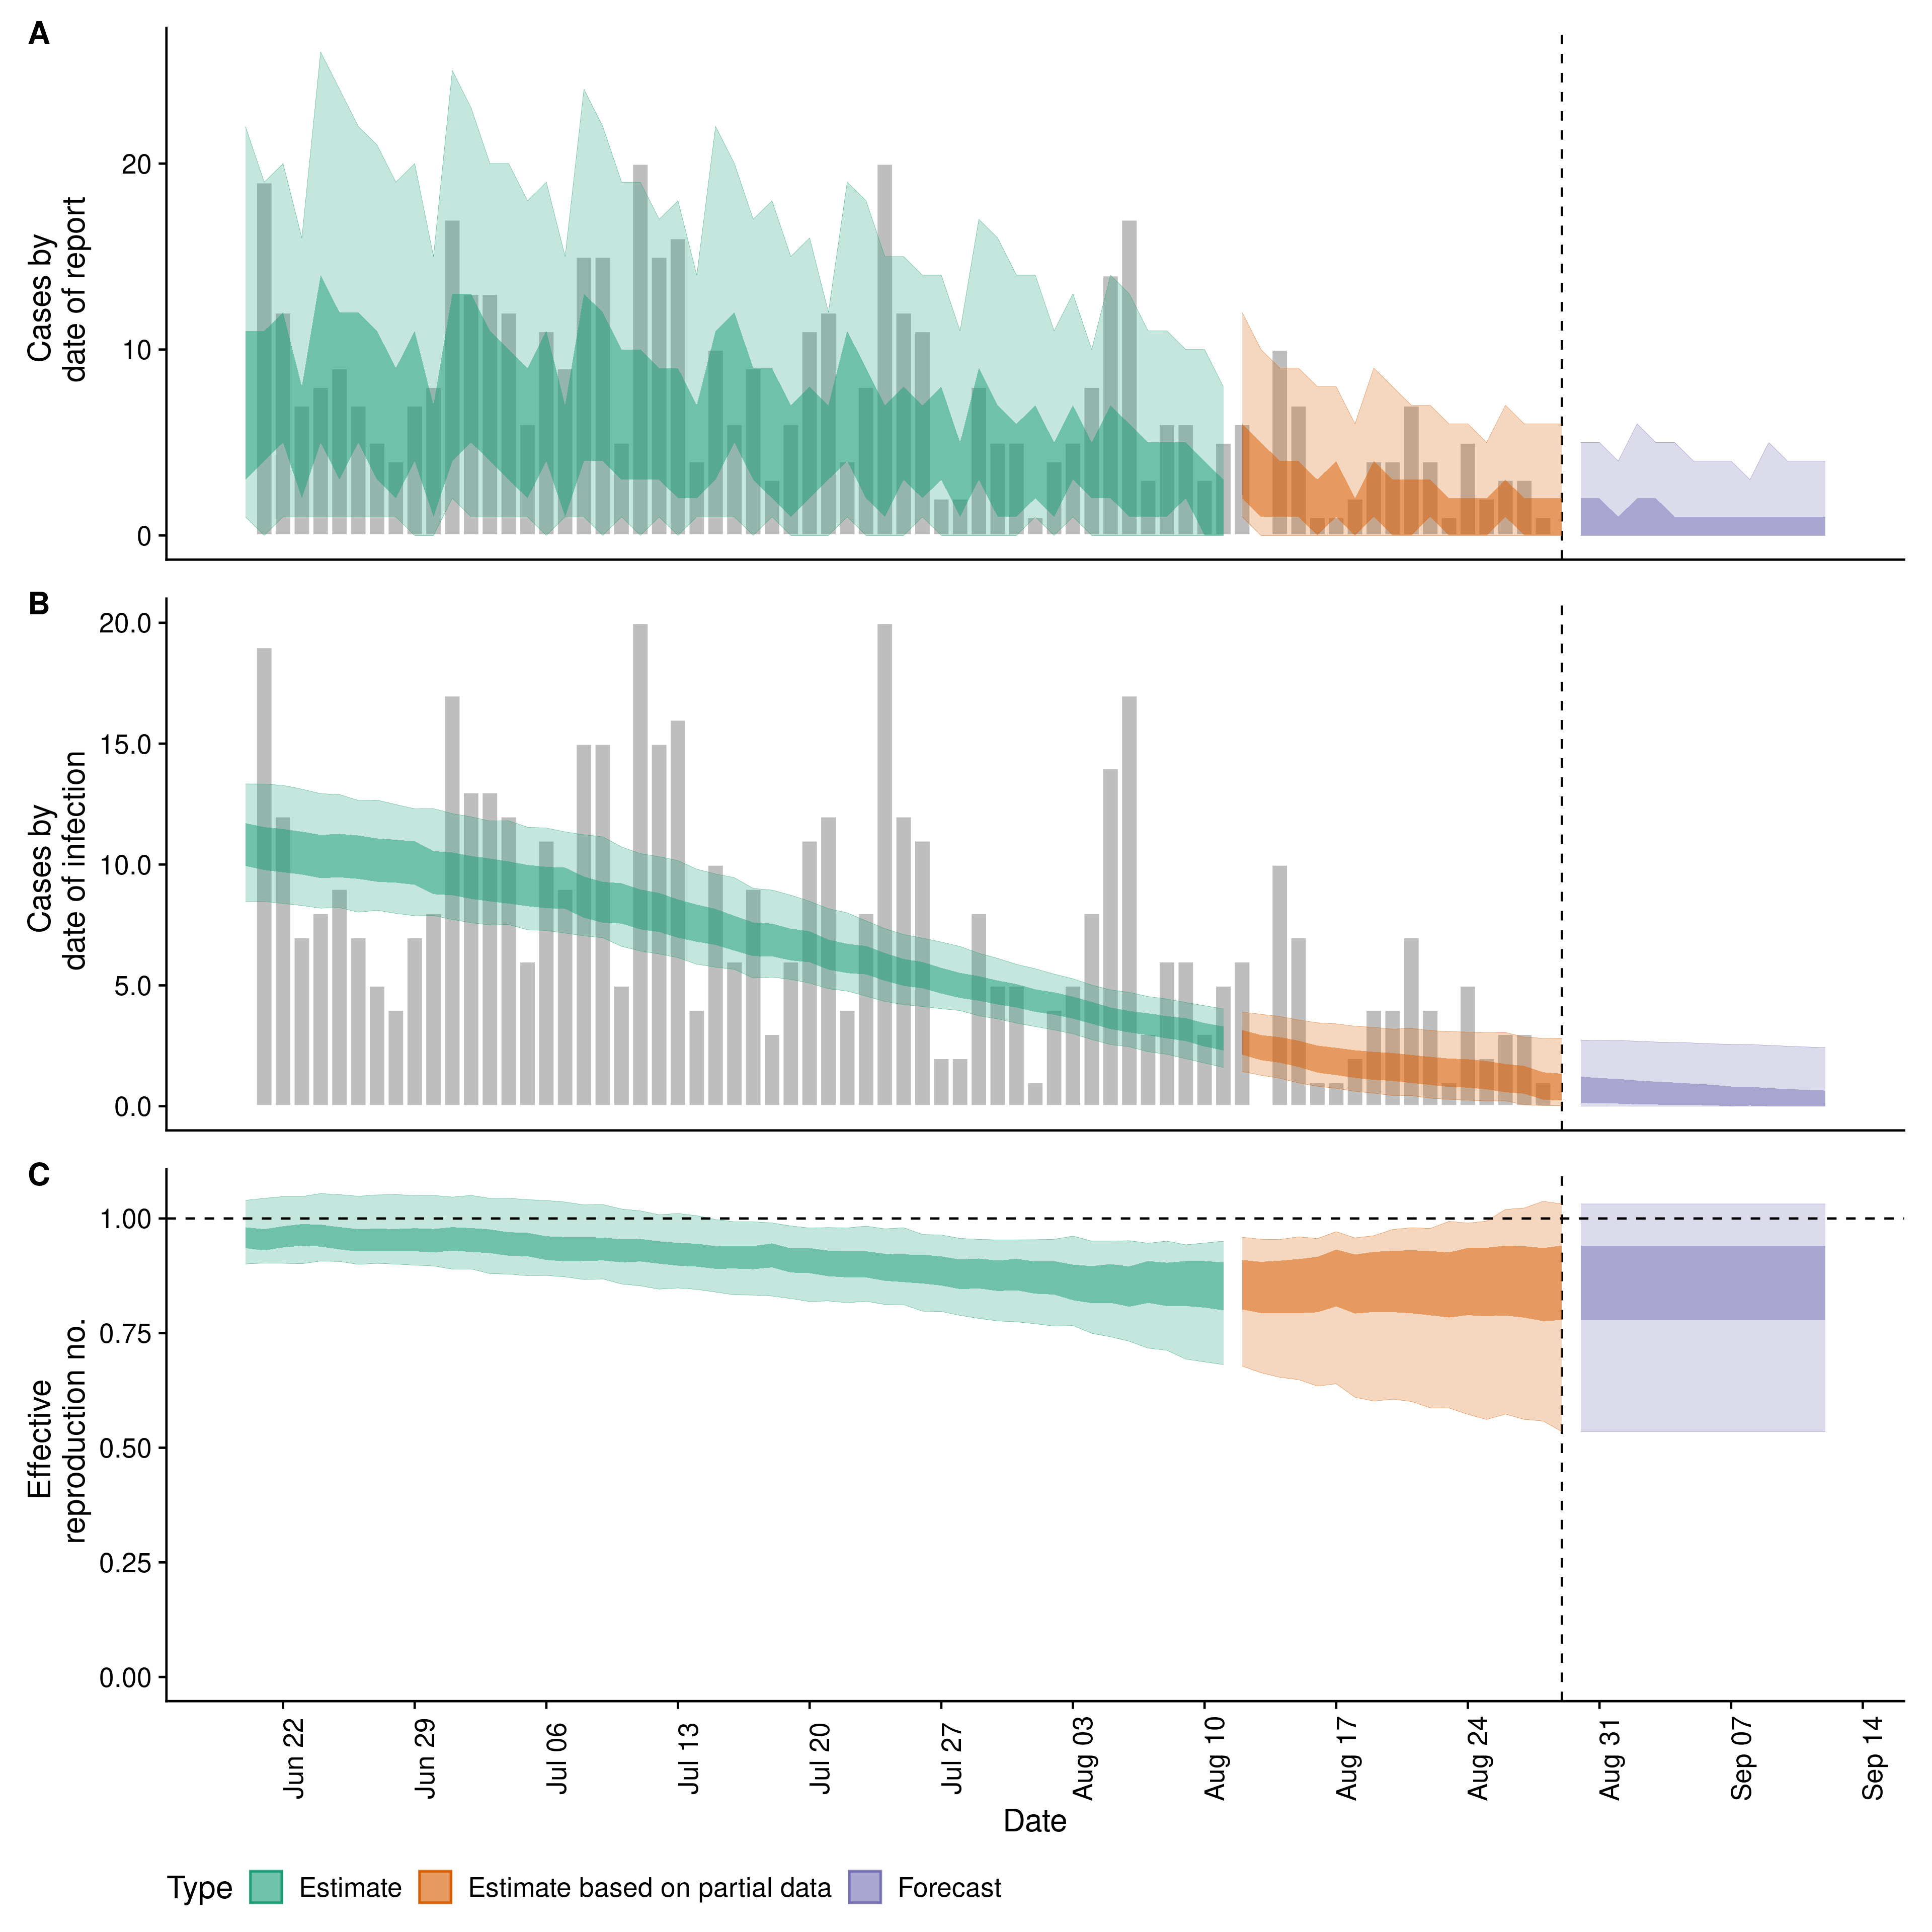 A
Cases by
date of report
20
10
0
B
Cases by
date of infection
20.0
15.0
10.0
5.0
0.0
C
Effective
reproduction no.
1.00
0.75
0.50
0.25
0.00
Jun 22
Jun 29
Jul 06
Jul 13
Jul 20
Jul 27
Aug 03
Aug 10
Aug 17
Aug 24
Aug 31
Sep 07
Sep 14
Date
Type Estimate Estimate based on partial data Forecast